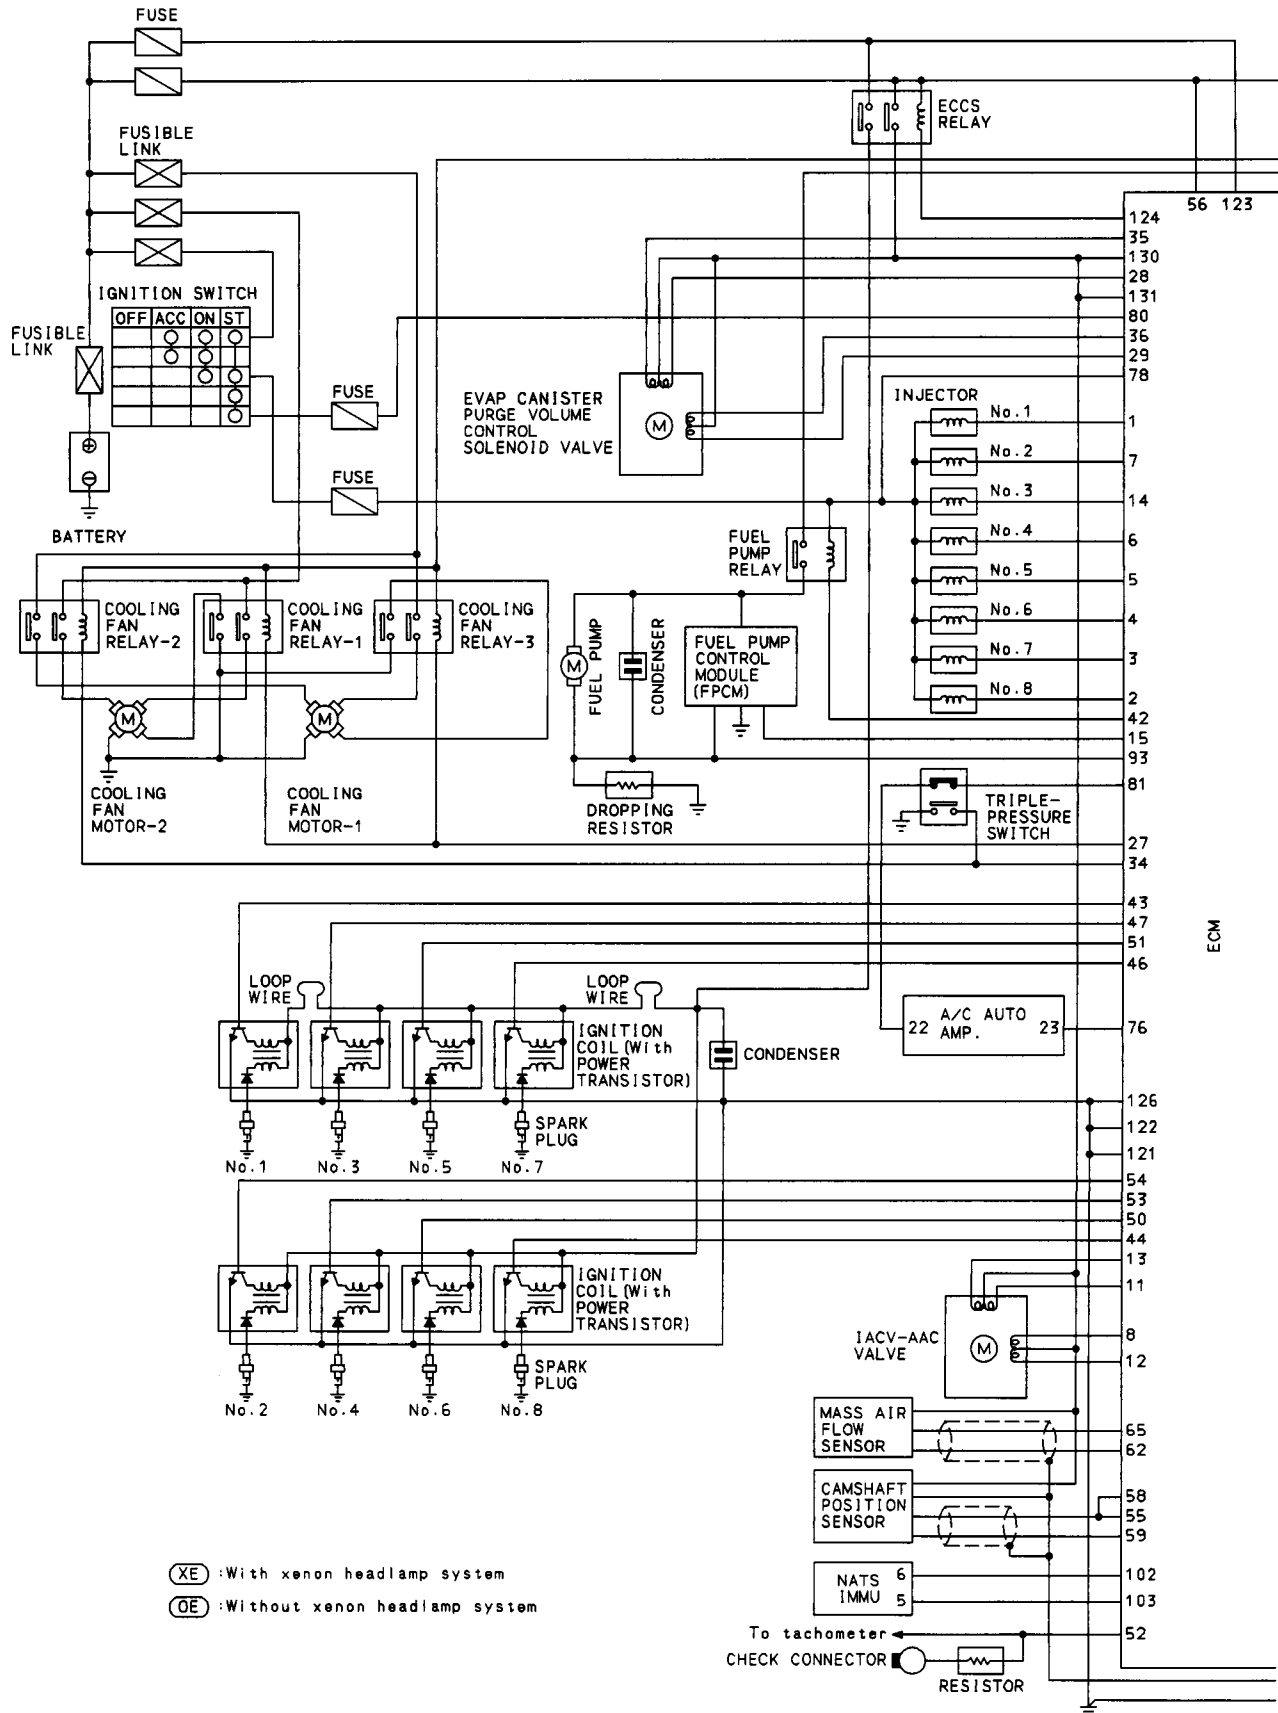 FUSE
ECCS
RELAY
FUSIBLE
LINK
56 123
124
35
130
28
131
80
36
29
78
IGNITION SWITCH
OFF ACC ON ST
FUSIBLE
LINK
FUSE
EVAP CANISTER
PURGE VOLUME
CONTROL
SOLENOID VALVE
M
INJECTOR
No.1
1
No.2
7
No.3
14
No.4
6
No.5
5
No.6
4
No.7
3
No.8
2
42
15
93
81
FUSE
BATTERY
FUEL
PUMP
RELAY
COOLING
FAN
RELAY-2
COOLING
FAN
RELAY-1
COOLING
FAN
RELAY-3
M
FUEL PUMP
CONDENSER
FUEL PUMP
CONTROL
MODULE
(FPCM)
M
M
COOLING
FAN
MOTOR-2
COOLING
FAN
MOTOR-1
DROPPING
RESISTOR
TRIPLE-
PRESSURE
SWITCH
27
34
43
47
51
46
ECM
LOOP
WIRE
LOOP
WIRE
IGNITION
COIL(With
POWER
TRANSISTOR)
CONDENSER
22 A/C AUTO
AMP. 23
76
SPARK
PLUG
No.1 No.3 No.5 No.7
126
122
121
54
53
50
44
13
11
IGNITION
COIL(With
POWER
TRANSISTOR)
SPARK
PLUG
No.2 No.4 No.6 No.8
IACV-AAC
VALVE
M
8
12
MASS AIR
FLOW
SENSOR
65
62
CAMSHAFT
POSITION
SENSOR
58
55
59
NATS
IMMU
6
5
102
103
To tachometer
52
CHECK CONNECTOR
RESISTOR
XE :With xenon headlamp system
OE :Without xenon headlamp system